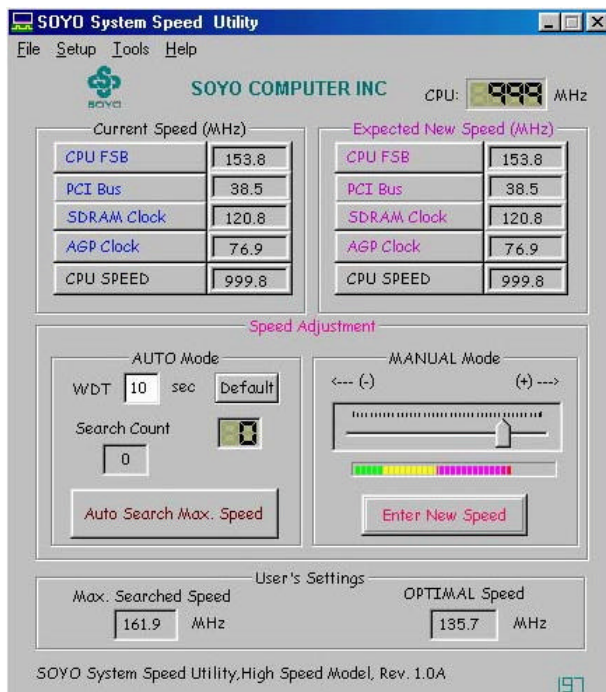 SOYO System Speed Utility
File Setup Tools Help
SOYO
SOYO COMPUTER INC
CPU: 999 MHz
Current Speed (MHz)
CPU FSB 153.8
PCI Bus 38.5
SDRAM Clock 120.8
AGP Clock 76.9
CPU SPEED 999.8
Expected New Speed (MHz)
CPU FSB 153.8
PCI Bus 38.5
SDRAM Clock 120.8
AGP Clock 76.9
CPU SPEED 999.8
Speed Adjustment
AUTO Mode
WDT 10 sec Default
Search Count
0
0
Auto Search Max. Speed
MANUAL Mode
<--- (-) (+) --->
Enter New Speed
User's Settings
Max. Searched Speed
161.9 MHz
OPTIMAL Speed
135.7 MHz
SOYO System Speed Utility,High Speed Model, Rev. 1.0A
197